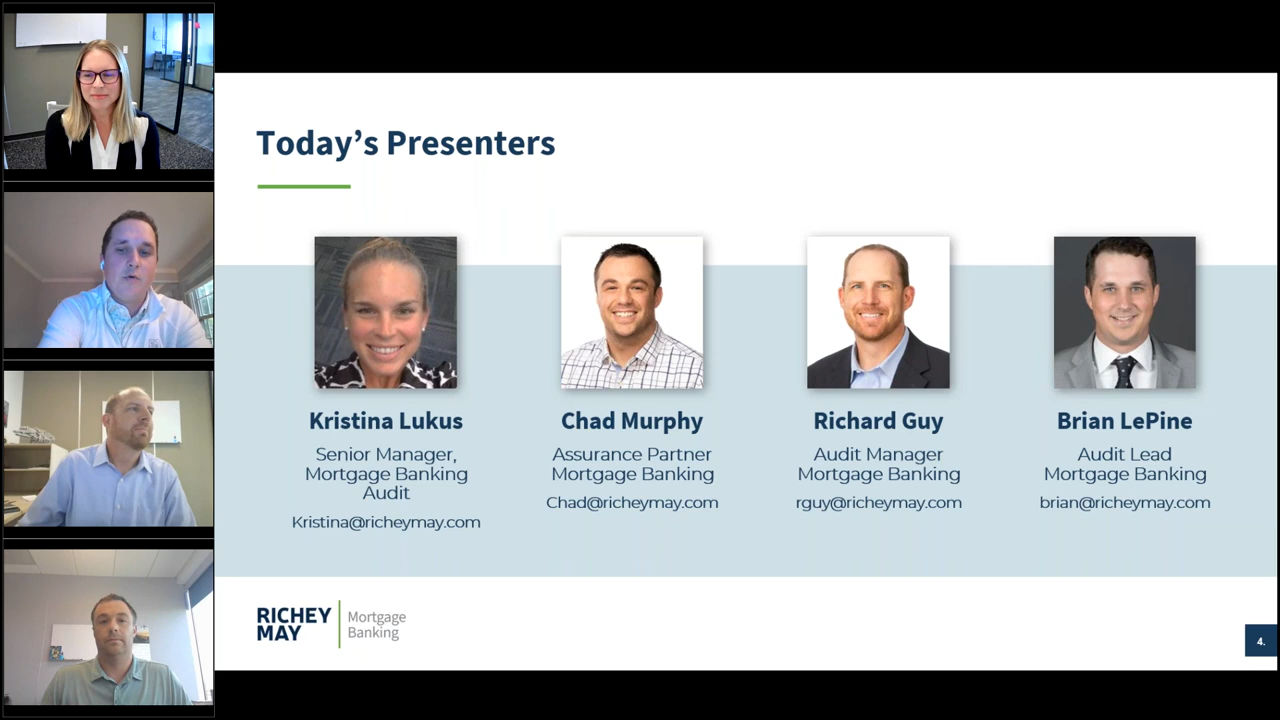 Today’s Presenters
Kristina Lukus
Senior Manager,
Mortgage Banking
Audit
Kristina@richeymay.com
Chad Murphy
Assurance Partner
Mortgage Banking
Chad@richeymay.com
Richard Guy
Audit Manager
Mortgage Banking
rguy@richeymay.com
Brian LePine
Audit Lead
Mortgage Banking
brian@richeymay.com
RICHEY
MAY
Mortgage
Banking
4.